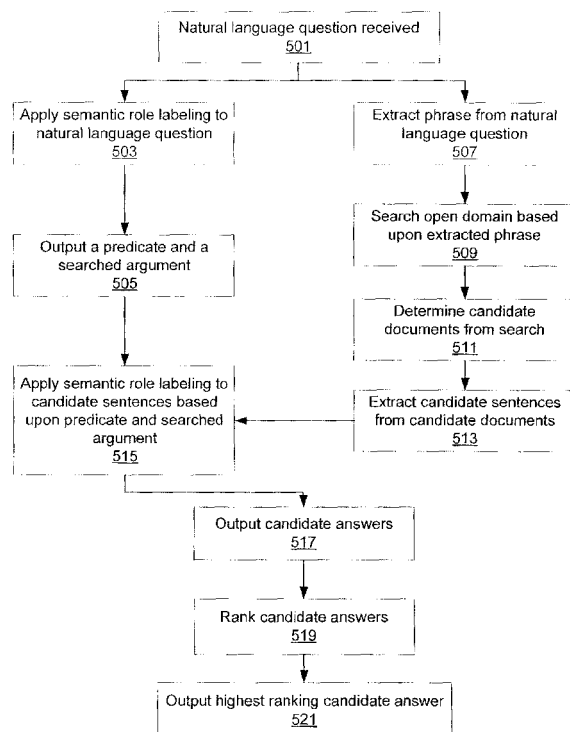 Natural language question received
501
Apply semantic role labeling to
natural language question
503
Extract phrase from natural
language question
507
Search open domain based
upon extracted phrase
509
Output a predicate and a
searched argument
505
Determine candidate
documents from search
511
Apply semantic role labeling to
candidate sentences based
upon predicate and searched
argument
515
Extract candidate sentences
from candidate documents
513
Output candidate answers
517
Rank candidate answers
519
Output highest ranking candidate answer
521